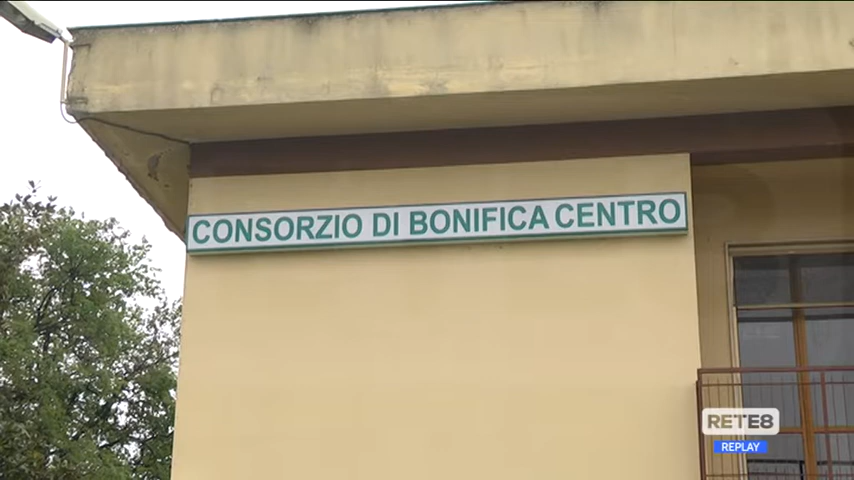 CONSORZIO DI BONIFICA CENTRO
RETE8
REPLAY